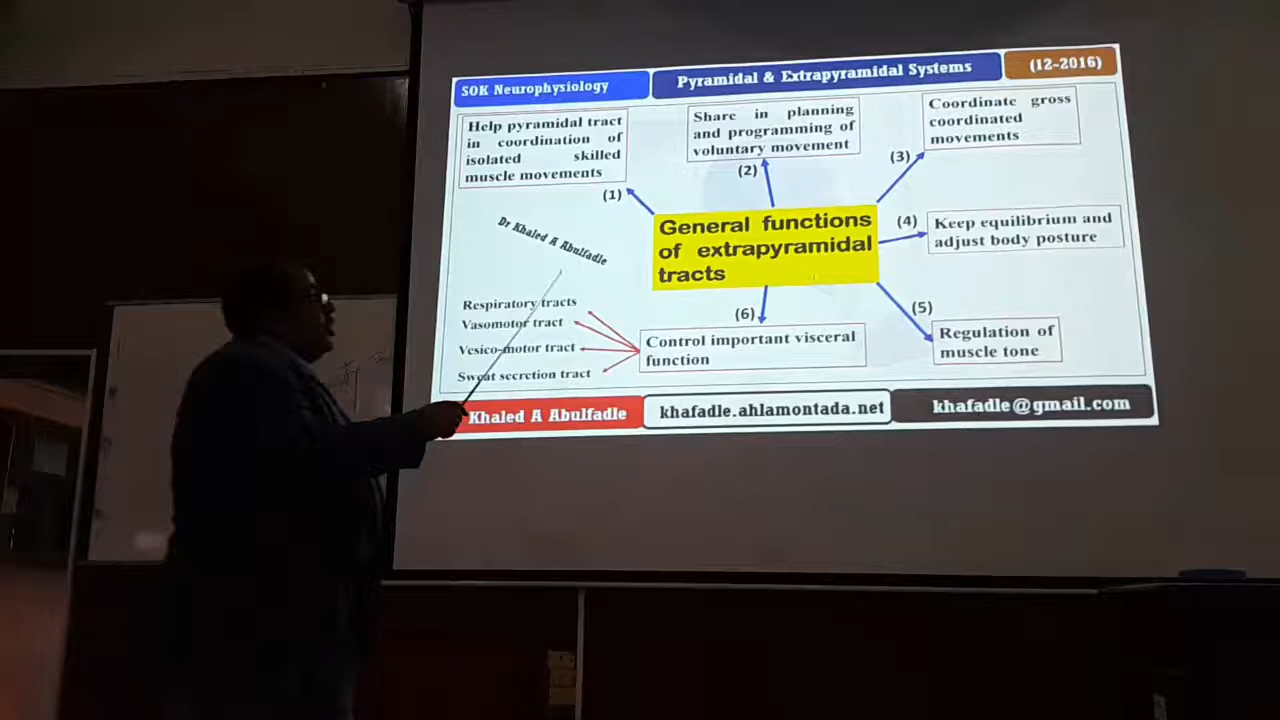 SOK Neurophysiology
Pyramidal & Extrapyramidal Systems
(12-2016)
Help pyramidal tract
in coordination of
isolated skilled
muscle movements
(1)
Share in planning
and programming of
voluntary movement
(2)
Coordinate gross
coordinated
movements
(3)
General functions
of extrapyramidal
tracts
(4)
Keep equilibrium and
adjust body posture
Dr Khaled A Abulfadle
(5)
Regulation of
muscle tone
(6)
Control important visceral
function
Respiratory tracts
Vasomotor tract
Vesico-motor tract
Sweat secretion tract
Khaled A Abulfadle
khafadle.ahlamontada.net
khafadle@gmail.com